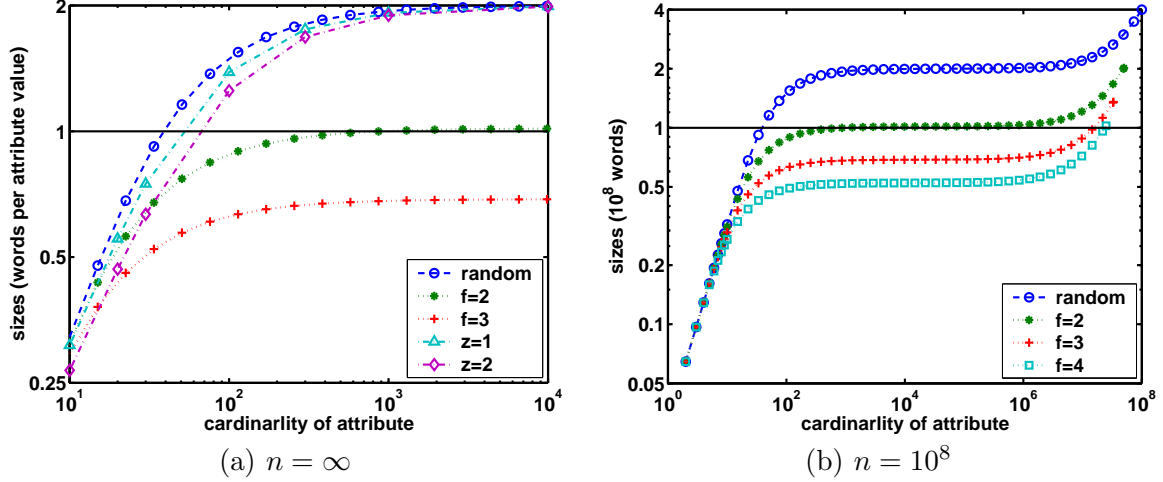 sizes (words per attribute value)
2
1
0.5
0.25
random
f=2
f=3
z=1
z=2
10^1 10^2 10^3 10^4
cardinarlity of attribute
(a) n = ∞
sizes (10^8 words)
4
2
1
0.5
0.2
0.1
0.05
random
f=2
f=3
f=4
10^0 10^2 10^4 10^6 10^8
cardinarlity of attribute
(b) n = 10^8